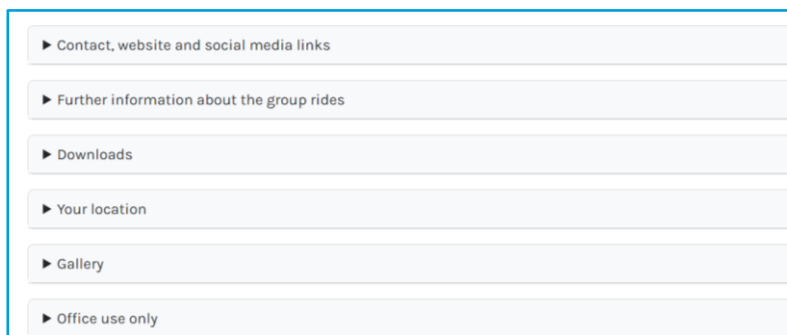 Contact, website and social media links
Further information about the group rides
Downloads
Your location
Gallery
Office use only